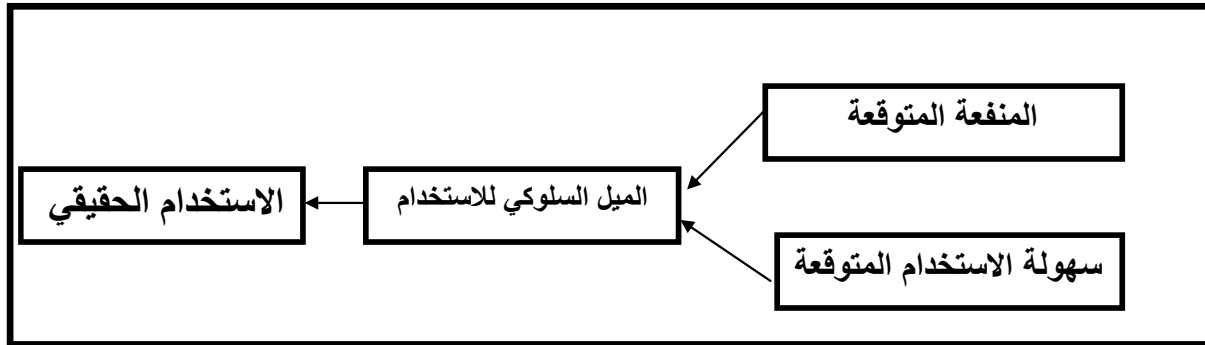 المنفعة المتوقعة
الميل السلوكي للاستخدام
الاستخدام الحقيقي
سهولة الاستخدام المتوقعة